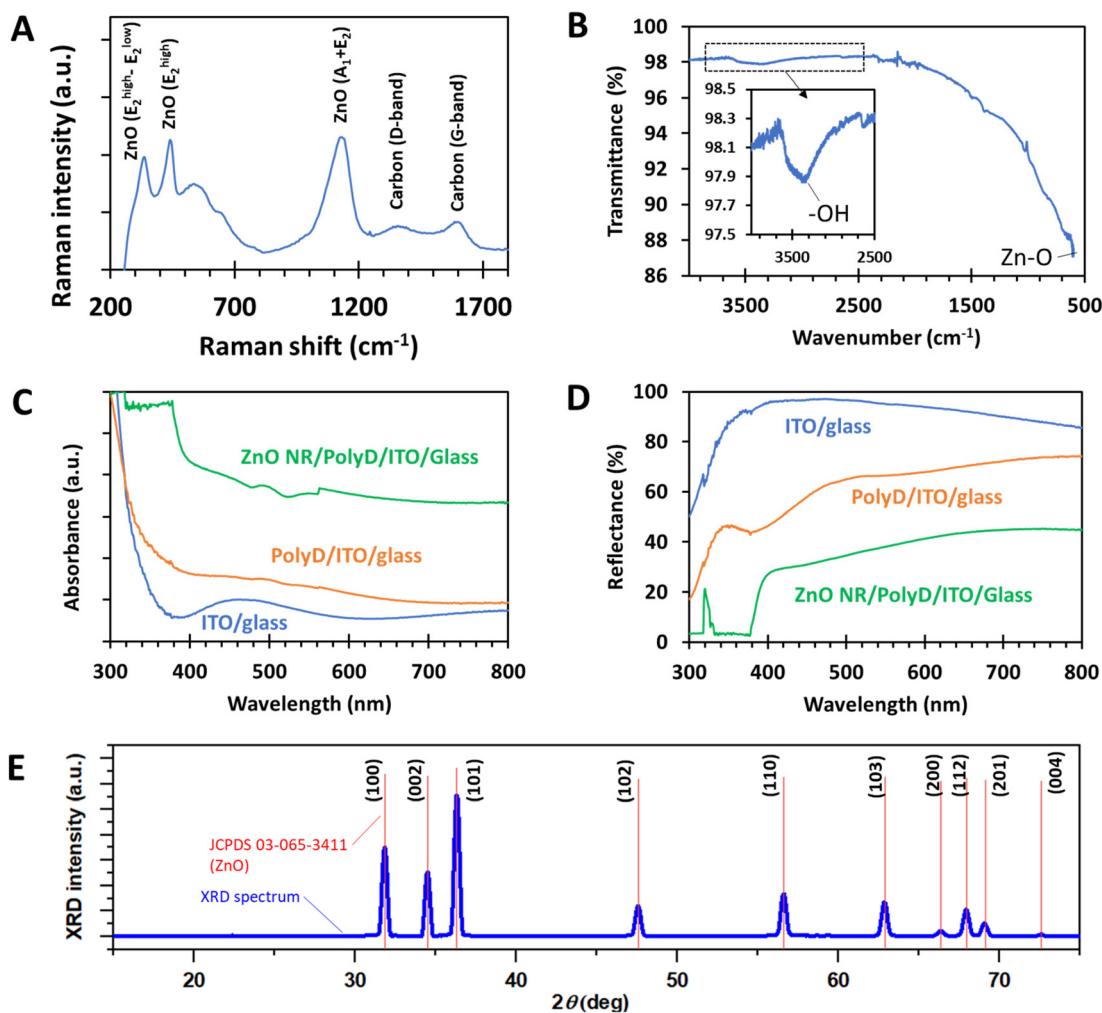 A
Raman intensity (a.u.)
ZnO (E₂ʰⁱᵍʰ- E₂ˡᵒʷ)
ZnO (E₂ʰⁱᵍʰ)
ZnO (A₁+E₂)
Carbon (D-band)
Carbon (G-band)
200 700 1200 1700
Raman shift (cm⁻¹)
B
Transmittance (%)
100
98
96
94
92
90
88
86
98.5
98.3
98.1
97.9
97.7
97.5
3500 2500
-OH
Zn-O
3500 2500 1500 500
Wavenumber (cm⁻¹)
C
Absorbance (a.u.)
ZnO NR/PolyD/ITO/Glass
PolyD/ITO/glass
ITO/glass
300 400 500 600 700 800
Wavelength (nm)
D
Reflectance (%)
100
80
60
40
20
0
ITO/glass
PolyD/ITO/glass
ZnO NR/PolyD/ITO/Glass
300 400 500 600 700 800
Wavelength (nm)
E
XRD intensity (a.u.)
(100)
(002)
(101)
(102)
(110)
(103)
(200)
(112)
(201)
(004)
JCPDS 03-065-3411
(ZnO)
XRD spectrum
20 30 40 50 60 70
2θ(deg)